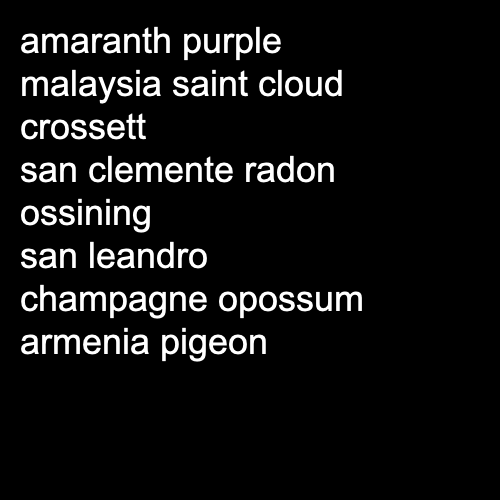 amaranth purple
malaysia saint cloud
crossett
san clemente radon
ossining
san leandro
champagne opossum
armenia pigeon